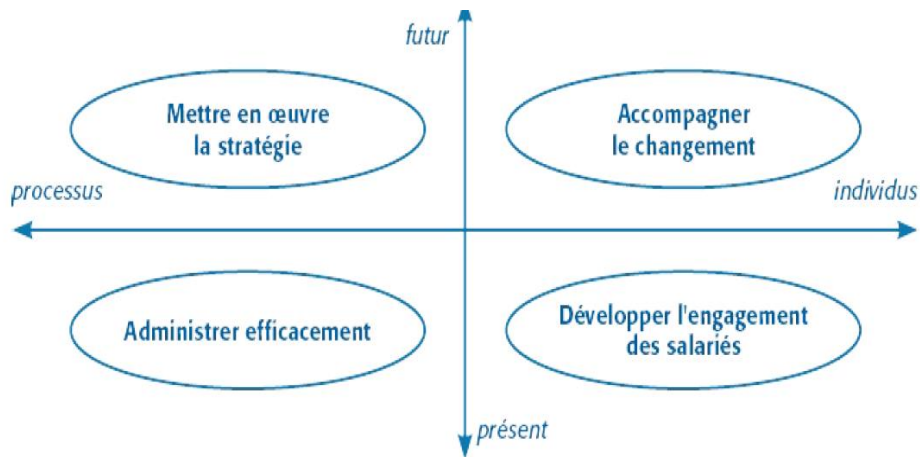 futur
Mettre en œuvre
la stratégie
Accompagner
le changement
processus
individus
Administrer efficacement
Développer l'engagement
des salariés
présent